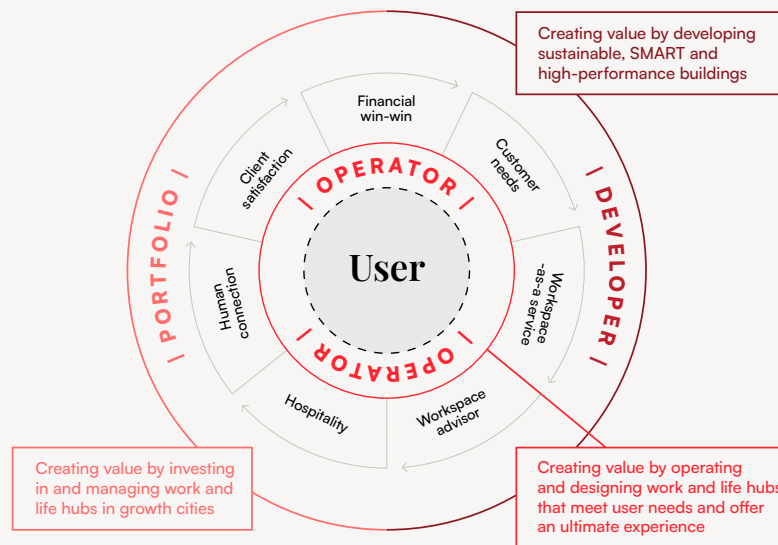 Creating value by developing
sustainable, SMART and
high-performance buildings
Financial
win-win
Client
satisfaction
Customer
needs
| OPERATOR |
| PORTFOLIO |
| DEVELOPER |
User
Human
connection
Workspace
-as-a-service
| OPERATOR |
Hospitality
Workspace
advisor
Creating value by investing
in and managing work and
life hubs in growth cities
Creating value by operating
and designing work and life hubs
that meet user needs and offer
an ultimate experience